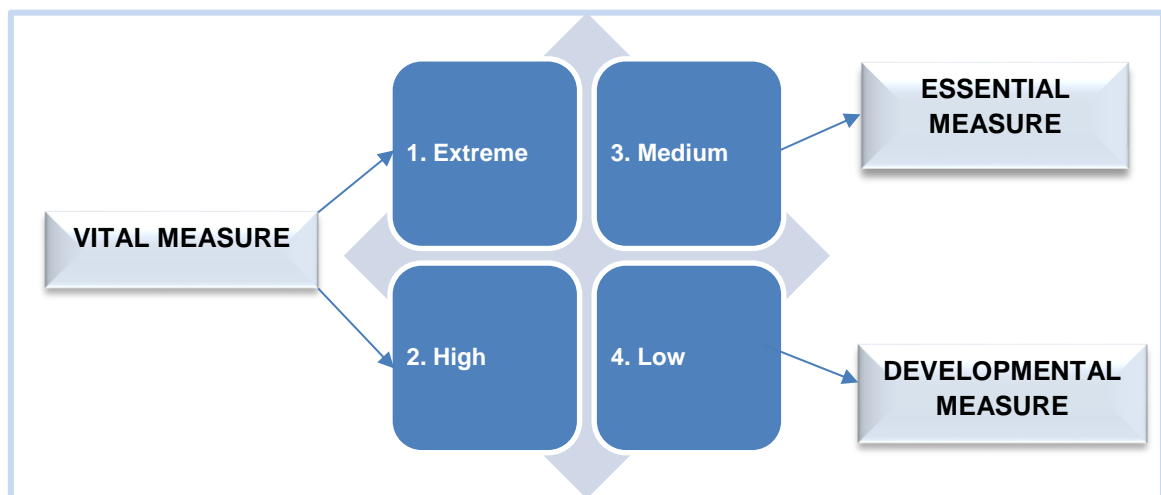 VITAL MEASURE
1. Extreme
2. High
3. Medium
4. Low
ESSENTIAL
MEASURE
DEVELOPMENTAL
MEASURE